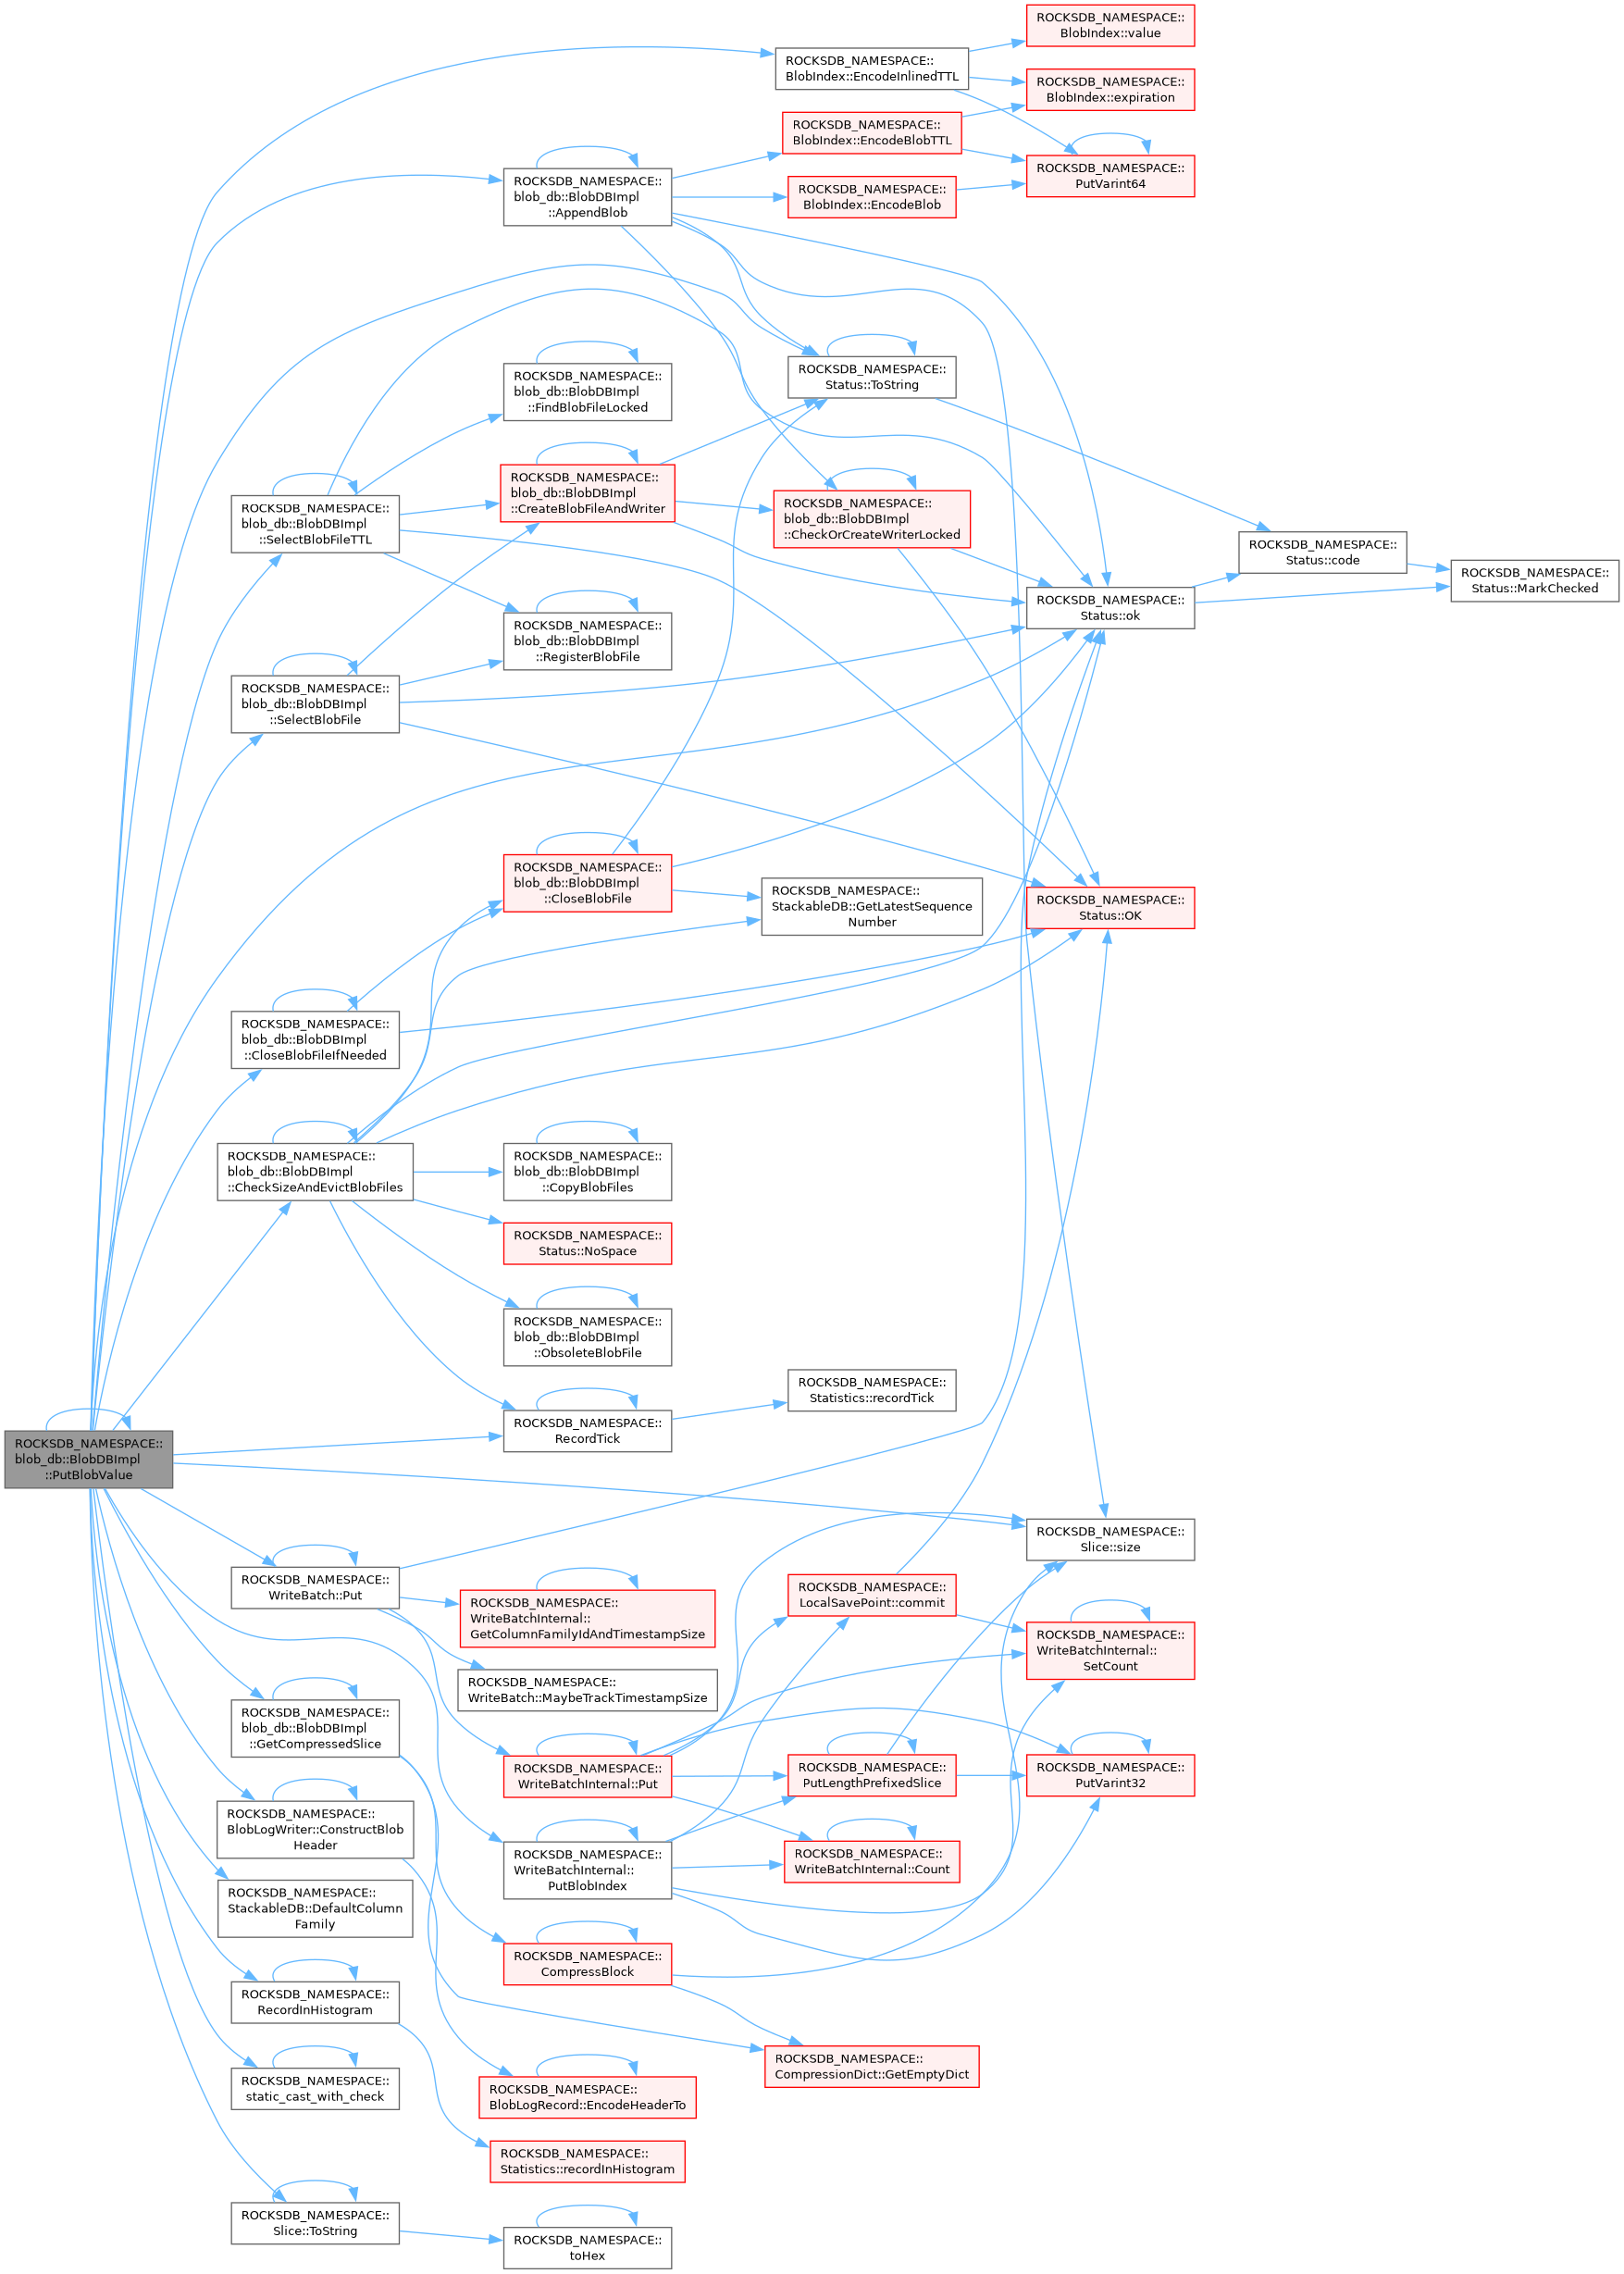 ROCKSDB_NAMESPACE::
BlobIndex::value
ROCKSDB_NAMESPACE::
BlobIndex::EncodeInlinedTTL
ROCKSDB_NAMESPACE::
BlobIndex::expiration
ROCKSDB_NAMESPACE::
BlobIndex::EncodeBlobTTL
ROCKSDB_NAMESPACE::
PutVarint64
ROCKSDB_NAMESPACE::
blob_db::BlobDBImpl
::AppendBlob
ROCKSDB_NAMESPACE::
BlobIndex::EncodeBlob
ROCKSDB_NAMESPACE::
Status::ToString
ROCKSDB_NAMESPACE::
blob_db::BlobDBImpl
::FindBlobFileLocked
ROCKSDB_NAMESPACE::
blob_db::BlobDBImpl
::CreateBlobFileAndWriter
ROCKSDB_NAMESPACE::
blob_db::BlobDBImpl
::SelectBlobFileTTL
ROCKSDB_NAMESPACE::
blob_db::BlobDBImpl
::CheckOrCreateWriterLocked
ROCKSDB_NAMESPACE::
Status::code
ROCKSDB_NAMESPACE::
Status::MarkChecked
ROCKSDB_NAMESPACE::
Status::ok
ROCKSDB_NAMESPACE::
blob_db::BlobDBImpl
::RegisterBlobFile
ROCKSDB_NAMESPACE::
blob_db::BlobDBImpl
::SelectBlobFile
ROCKSDB_NAMESPACE::
blob_db::BlobDBImpl
::CloseBlobFile
ROCKSDB_NAMESPACE::
StackableDB::GetLatestSequence
Number
ROCKSDB_NAMESPACE::
Status::OK
ROCKSDB_NAMESPACE::
blob_db::BlobDBImpl
::CloseBlobFileIfNeeded
ROCKSDB_NAMESPACE::
blob_db::BlobDBImpl
::CheckSizeAndEvictBlobFiles
ROCKSDB_NAMESPACE::
blob_db::BlobDBImpl
::CopyBlobFiles
ROCKSDB_NAMESPACE::
Status::NoSpace
ROCKSDB_NAMESPACE::
blob_db::BlobDBImpl
::ObsoleteBlobFile
ROCKSDB_NAMESPACE::
Statistics::recordTick
ROCKSDB_NAMESPACE::
RecordTick
ROCKSDB_NAMESPACE::
blob_db::BlobDBImpl
::PutBlobValue
ROCKSDB_NAMESPACE::
Slice::size
ROCKSDB_NAMESPACE::
WriteBatch::Put
ROCKSDB_NAMESPACE::
WriteBatchInternal::
GetColumnFamilyIdAndTimestampSize
ROCKSDB_NAMESPACE::
LocalSavePoint::commit
ROCKSDB_NAMESPACE::
WriteBatchInternal::
SetCount
ROCKSDB_NAMESPACE::
WriteBatch::MaybeTrackTimestampSize
ROCKSDB_NAMESPACE::
blob_db::BlobDBImpl
::GetCompressedSlice
ROCKSDB_NAMESPACE::
WriteBatchInternal::Put
ROCKSDB_NAMESPACE::
PutLengthPrefixedSlice
ROCKSDB_NAMESPACE::
PutVarint32
ROCKSDB_NAMESPACE::
BlobLogWriter::ConstructBlob
Header
ROCKSDB_NAMESPACE::
WriteBatchInternal::
PutBlobIndex
ROCKSDB_NAMESPACE::
WriteBatchInternal::Count
ROCKSDB_NAMESPACE::
StackableDB::DefaultColumn
Family
ROCKSDB_NAMESPACE::
CompressBlock
ROCKSDB_NAMESPACE::
RecordInHistogram
ROCKSDB_NAMESPACE::
CompressionDict::GetEmptyDict
ROCKSDB_NAMESPACE::
static_cast_with_check
ROCKSDB_NAMESPACE::
BlobLogRecord::EncodeHeaderTo
ROCKSDB_NAMESPACE::
Statistics::recordInHistogram
ROCKSDB_NAMESPACE::
Slice::ToString
ROCKSDB_NAMESPACE::
toHex